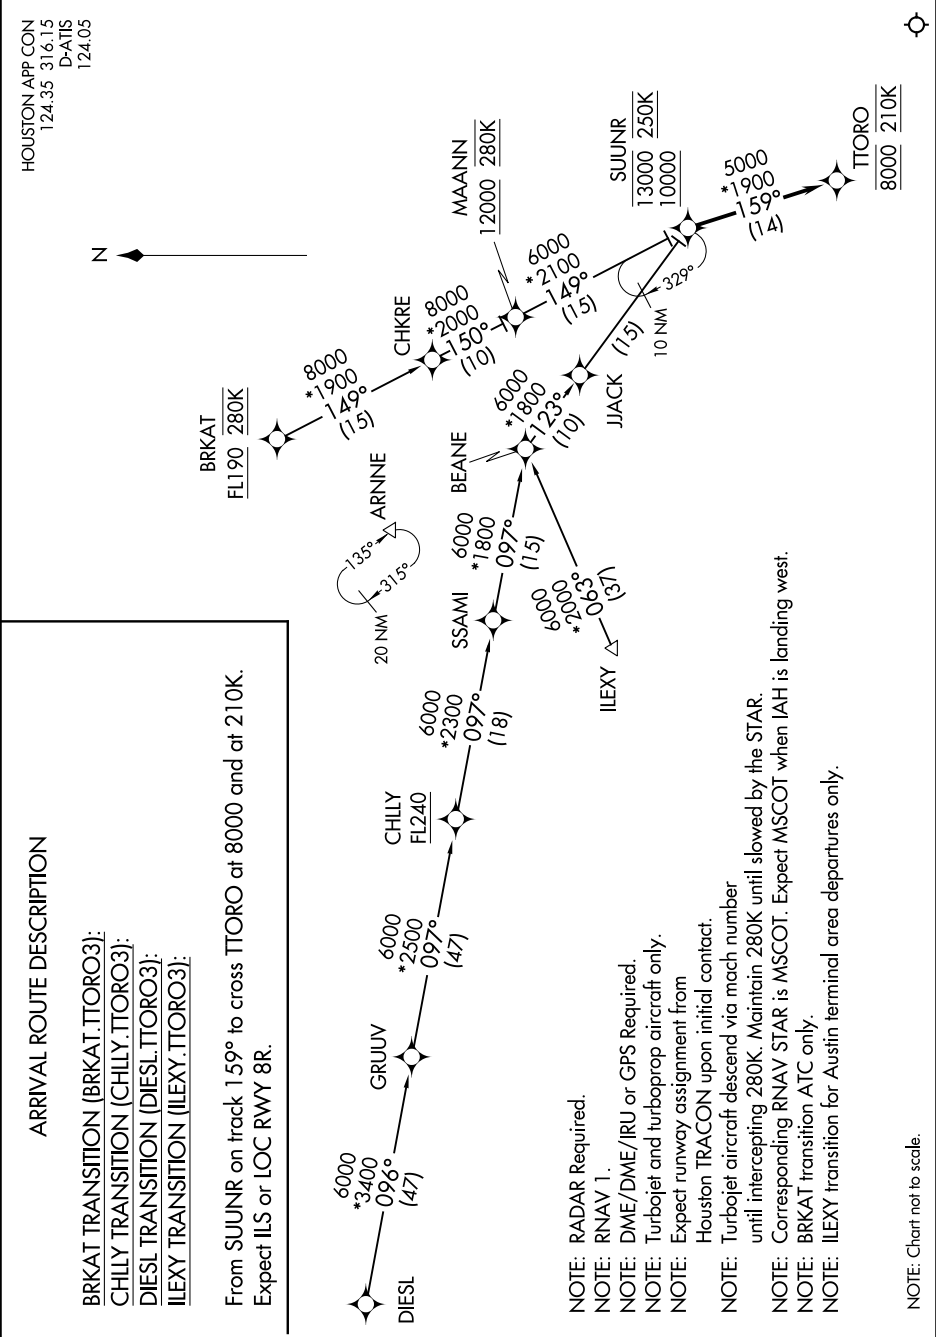 HOUSTON APP CON
124.35 316.15
D-ATIS
124.05
ARRIVAL ROUTE DESCRIPTION
BRKAT TRANSITION (BRKAT.TTORO3):
CHLLY TRANSITION (CHLLY.TTORO3):
DIESL TRANSITION (DIESL.TTORO3):
ILEXY TRANSITION (ILEXY.TTORO3):
From SUUNR on track 159° to cross TTORO at 8000 and at 210K.
Expect ILS or LOC RWY 8R.
N
BRKAT
FL190 280K
8000
*1900
149°
(15)
CHKRE
8000
*2000
150°
(10)
MAANN
12000 280K
6000
*2100
149°
(15)
SUUNR
13000 250K
10000
329°
10 NM
5000
*1900
159°
(14)
TTORO
8000 210K
ARNNE
135°
315°
20 NM
DIESL
6000
*3400
096°
(47)
GRUUV
6000
*2500
097°
(47)
CHLLY
FL240
6000
*2300
097°
(18)
SSAMI
6000
*1800
097°
(15)
BEANE
6000
*1800
123°
(10)
JJACK
(15)
ILEXY
6000
*2000
063°
(37)
NOTE: RADAR Required.
NOTE: RNAV 1.
NOTE: DME/DME/IRU or GPS Required.
NOTE: Turbojet and turboprop aircraft only.
NOTE: Expect runway assignment from
Houston TRACON upon initial contact.
NOTE: Turbojet aircraft descend via mach number
until intercepting 280K. Maintain 280K until slowed by the STAR.
NOTE: Corresponding RNAV STAR is MSCOT. Expect MSCOT when IAH is landing west.
NOTE: BRKAT transition ATC only.
NOTE: ILEXY transition for Austin terminal area departures only.
NOTE: Chart not to scale.